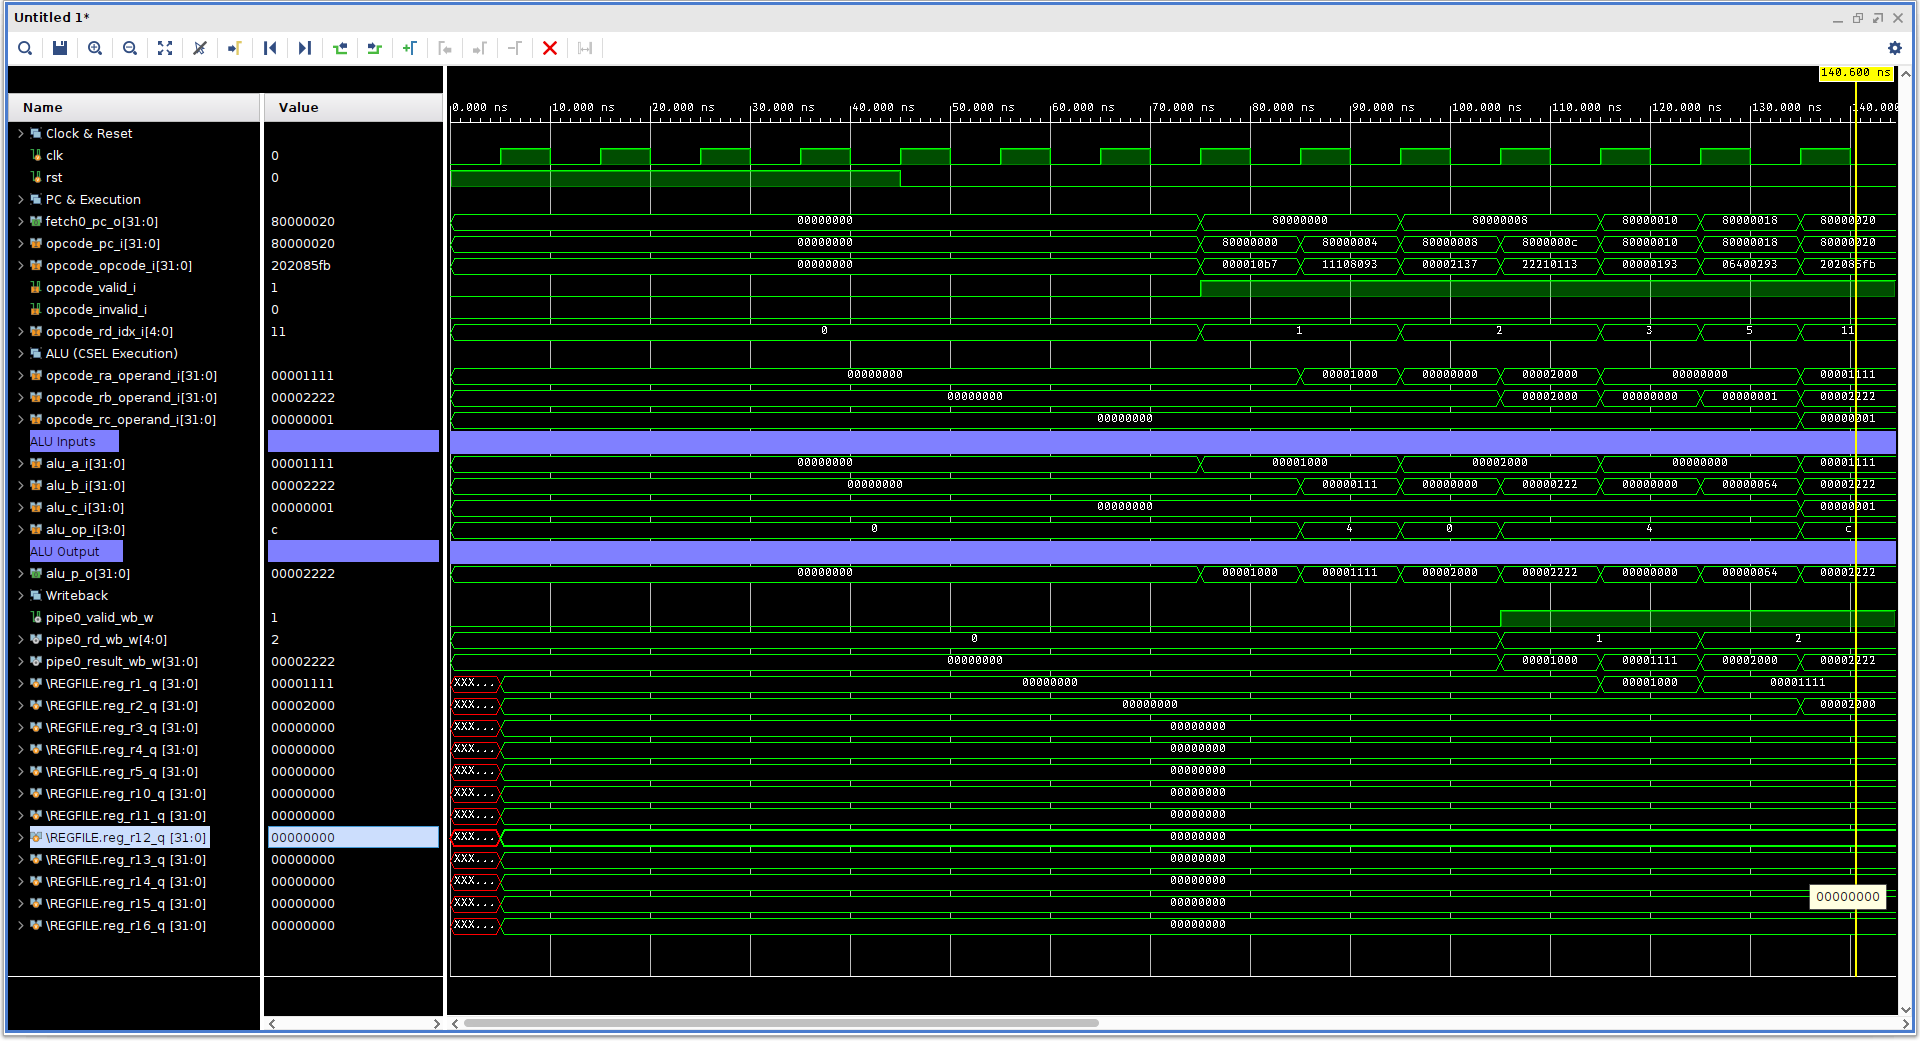 Untitled 1*
140.600 ns
Name Value 0.000 ns 10.000 ns 20.000 ns 30.000 ns 40.000 ns 50.000 ns 60.000 ns 70.000 ns 80.000 ns 90.000 ns 100.000 ns 110.000 ns 120.000 ns 130.000 ns 140.000
Clock & Reset
clk 0
rst 0
PC & Execution
fetch0_pc_o[31:0] 80000020 00000000 80000000 80000008 80000010 80000018 80000020
opcode_pc_i[31:0] 80000020 00000000 80000000 80000004 80000008 8000000c 80000010 80000018 80000020
opcode_opcode_i[31:0] 202085fb 00000000 000010b7 11108093 00002137 22210113 00000193 06400293 202085fb
opcode_valid_i 1
opcode_invalid_i 0
opcode_rd_idx_i[4:0] 11 0 1 2 3 5 11
ALU (CSEL Execution)
opcode_ra_operand_i[31:0] 00001111 00000000 00001000 00000000 00002000 00000000 00001111
opcode_rb_operand_i[31:0] 00002222 00000000 00002000 00000000 00000001 00002222
opcode_rc_operand_i[31:0] 00000001 00000000 00000001
ALU Inputs
alu_a_i[31:0] 00001111 00000000 00001000 00002000 00000000 00001111
alu_b_i[31:0] 00002222 00000000 00000111 00000000 00000222 00000000 00000064 00002222
alu_c_i[31:0] 00000001 00000000 00000001
alu_op_i[3:0] c 0 4 0 4 c
ALU Output
alu_p_o[31:0] 00002222 00000000 00001000 00001111 00002000 00002222 00000000 00000064 00002222
Writeback
pipe0_valid_wb_w 1
pipe0_rd_wb_w[4:0] 2 0 1 2
pipe0_result_wb_w[31:0] 00002222 00000000 00001000 00001111 00002000 00002222
\REGFILE.reg_r1_q [31:0] 00001111 XXX... 00000000 00001000 00001111
\REGFILE.reg_r2_q [31:0] 00002000 XXX... 00000000 00002000
\REGFILE.reg_r3_q [31:0] 00000000 XXX... 00000000
\REGFILE.reg_r4_q [31:0] 00000000 XXX... 00000000
\REGFILE.reg_r5_q [31:0] 00000000 XXX... 00000000
\REGFILE.reg_r10_q [31:0] 00000000 XXX... 00000000
\REGFILE.reg_r11_q [31:0] 00000000 XXX... 00000000
\REGFILE.reg_r12_q [31:0] 00000000 XXX... 00000000
\REGFILE.reg_r13_q [31:0] 00000000 XXX... 00000000
\REGFILE.reg_r14_q [31:0] 00000000 XXX... 00000000
\REGFILE.reg_r15_q [31:0] 00000000 XXX... 00000000
00000000
\REGFILE.reg_r16_q [31:0] 00000000 XXX... 00000000